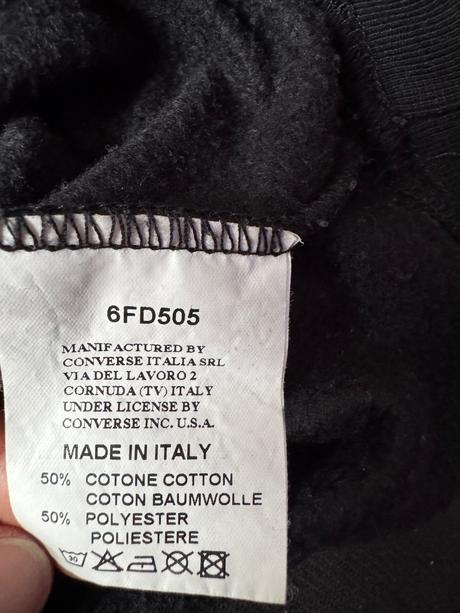 6FD505
MANIFACTURED BY
CONVERSE ITALIA SRL
VIA DEL LAVORO 2
CORNUDA (TV) ITALY
UNDER LICENSE BY
CONVERSE INC. U.S.A.
MADE IN ITALY
50% COTONE COTTON
COTON BAUMWOLLE
50% POLYESTER
POLIESTERE
30